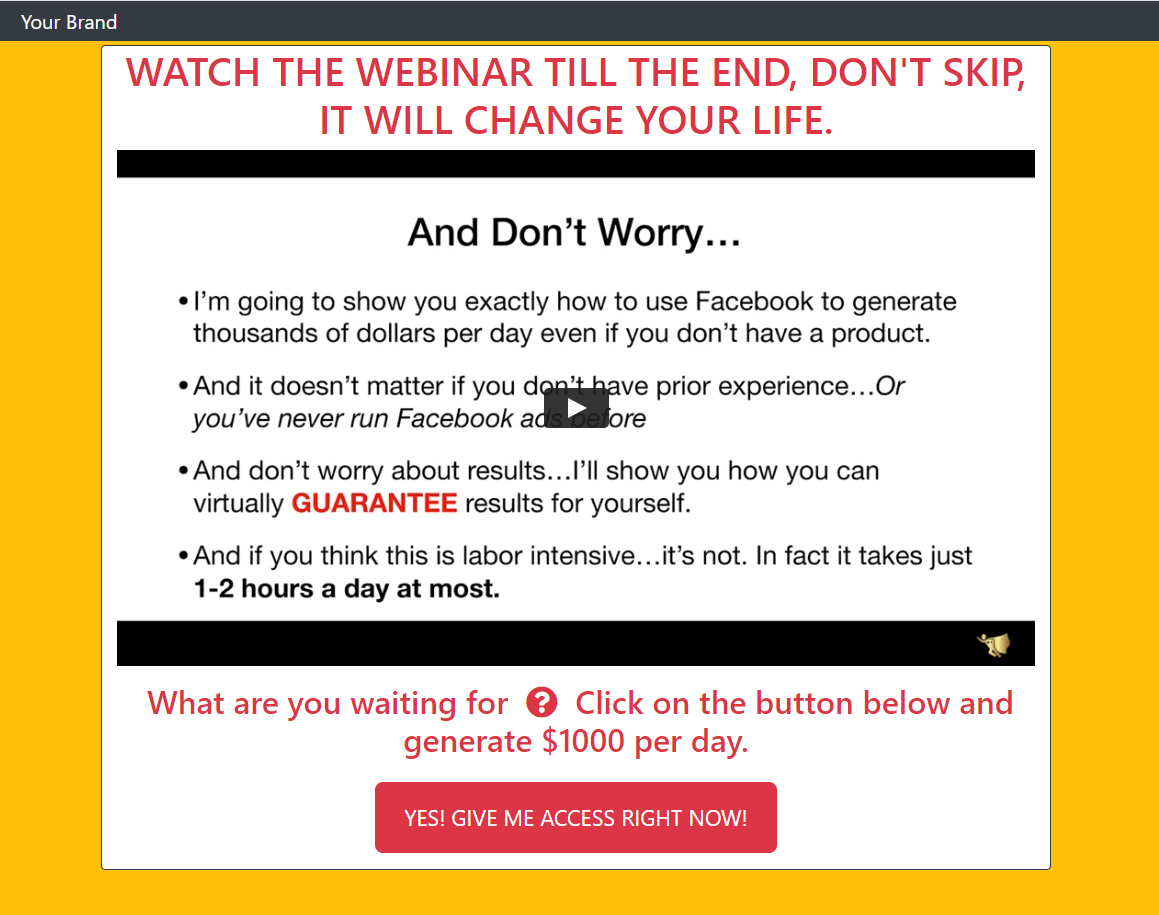 Your Brand
WATCH THE WEBINAR TILL THE END, DON'T SKIP,
IT WILL CHANGE YOUR LIFE.
And Don't Worry…
•I'm going to show you exactly how to use Facebook to generate
thousands of dollars per day even if you don't have a product.
•And it doesn't matter if you don't have prior experience…Or
you've never run Facebook ads before
•And don't worry about results…I'll show you how you can
virtually GUARANTEE results for yourself.
•And if you think this is labor intensive…it's not. In fact it takes just
1-2 hours a day at most.
What are you waiting for ? Click on the button below and
generate $1000 per day.
YES! GIVE ME ACCESS RIGHT NOW!